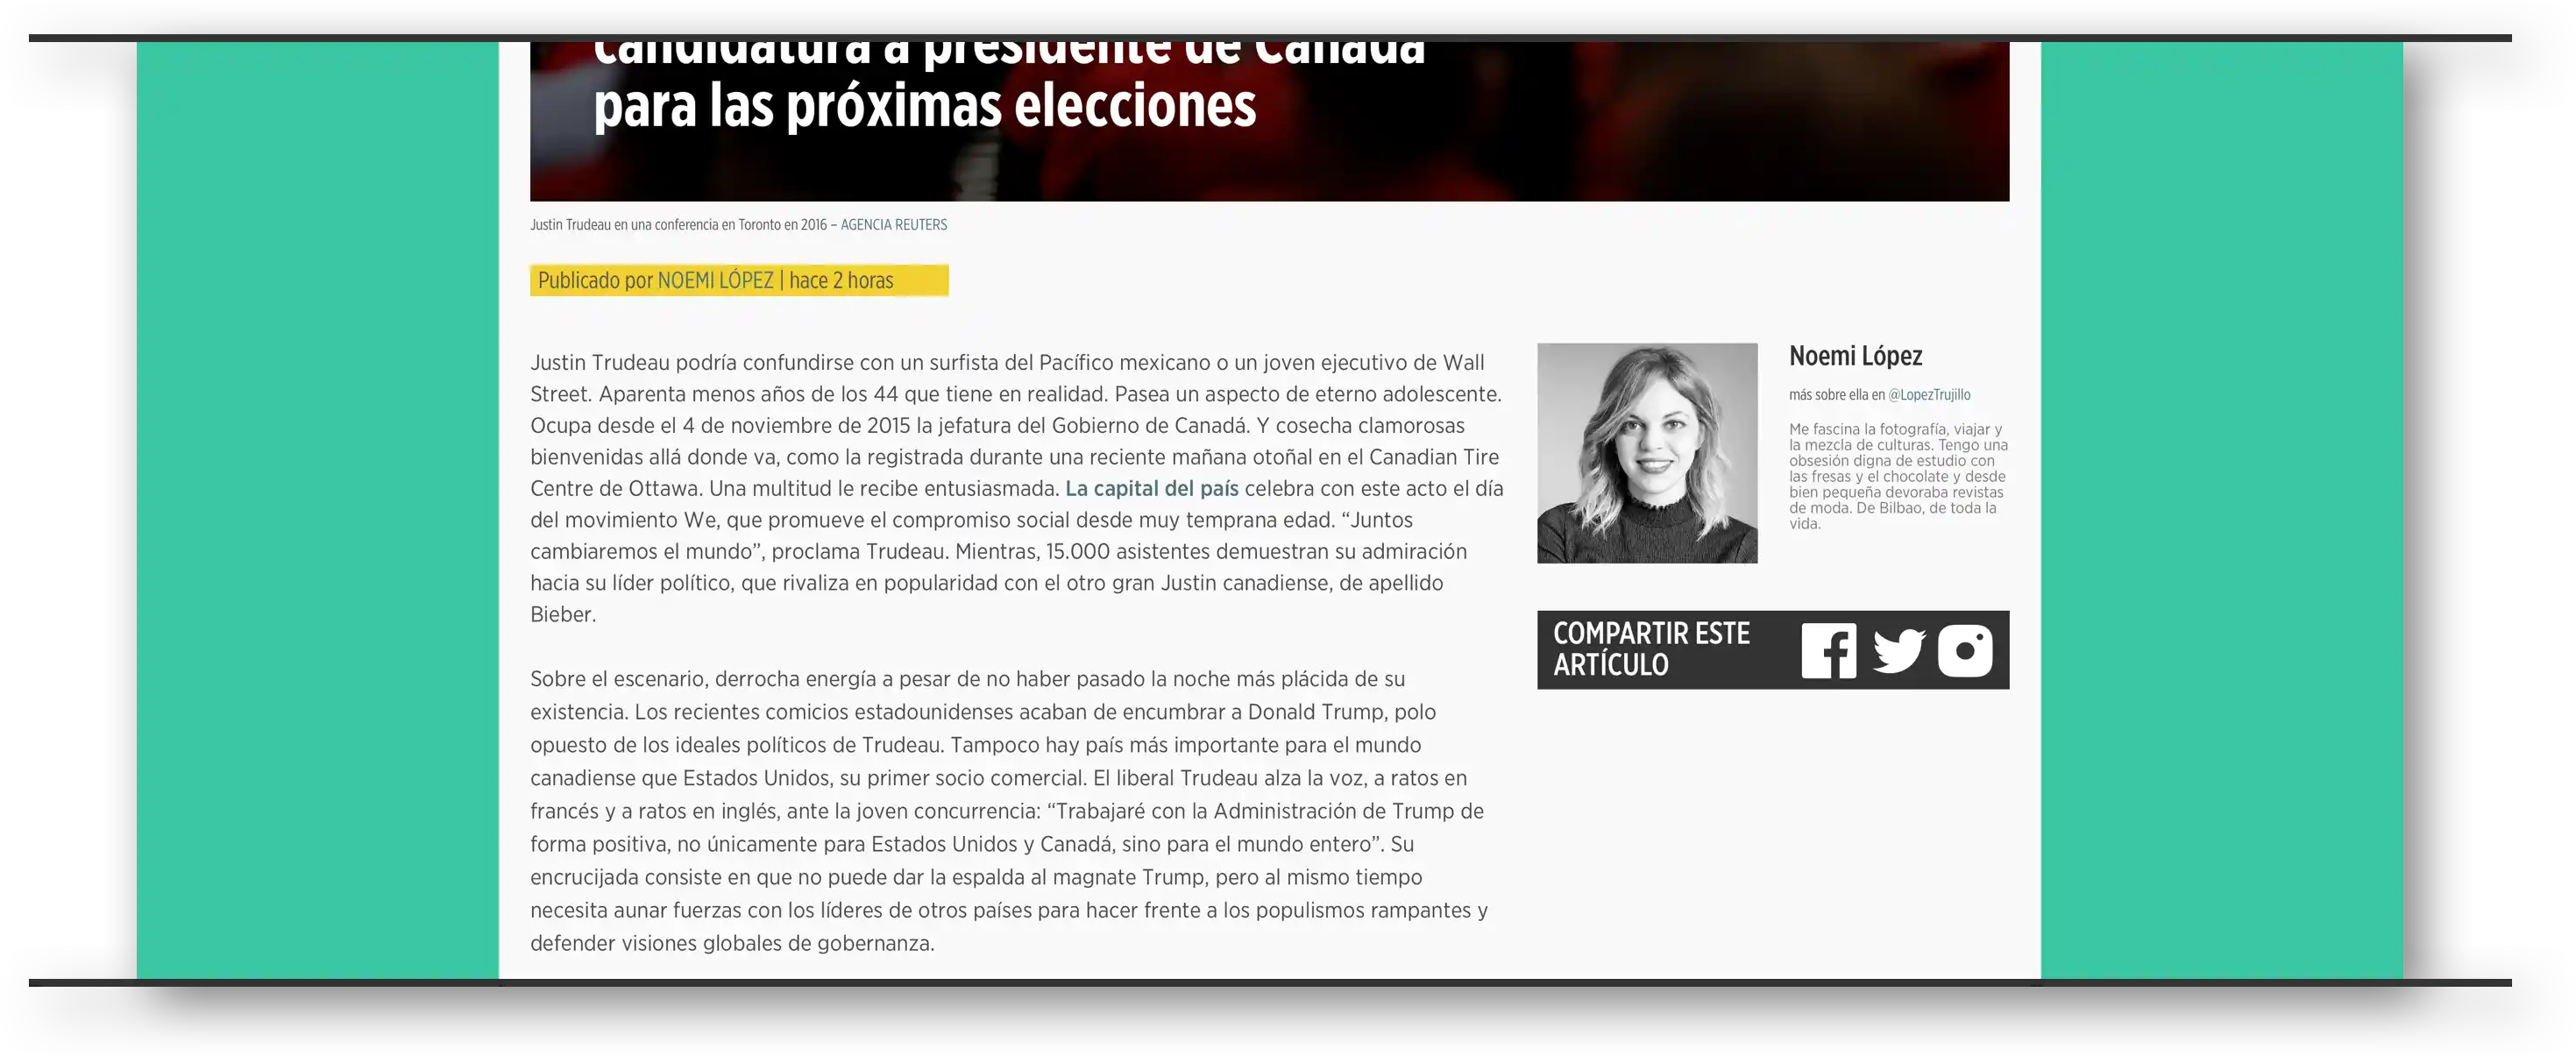 candidatura a presidente de Canadá
para las próximas elecciones
Justin Trudeau en una conferencia en Toronto en 2016 – AGENCIA REUTERS
Publicado por NOEMI LÓPEZ | hace 2 horas
Justin Trudeau podría confundirse con un surfista del Pacífico mexicano o un joven ejecutivo de Wall
Street. Aparenta menos años de los 44 que tiene en realidad. Pasea un aspecto de eterno adolescente.
Ocupa desde el 4 de noviembre de 2015 la jefatura del Gobierno de Canadá. Y cosecha clamorosas
bienvenidas allá donde va, como la registrada durante una reciente mañana otoñal en el Canadian Tire
Centre de Ottawa. Una multitud le recibe entusiasmada. La capital del país celebra con este acto el día
del movimiento We, que promueve el compromiso social desde muy temprana edad. “Juntos
cambiaremos el mundo”, proclama Trudeau. Mientras, 15.000 asistentes demuestran su admiración
hacia su líder político, que rivaliza en popularidad con el otro gran Justin canadiense, de apellido
Bieber.
Sobre el escenario, derrocha energía a pesar de no haber pasado la noche más plácida de su
existencia. Los recientes comicios estadounidenses acaban de encumbrar a Donald Trump, polo
opuesto de los ideales políticos de Trudeau. Tampoco hay país más importante para el mundo
canadiense que Estados Unidos, su primer socio comercial. El liberal Trudeau alza la voz, a ratos en
francés y a ratos en inglés, ante la joven concurrencia: “Trabajaré con la Administración de Trump de
forma positiva, no únicamente para Estados Unidos y Canadá, sino para el mundo entero”. Su
encrucijada consiste en que no puede dar la espalda al magnate Trump, pero al mismo tiempo
necesita aunar fuerzas con los líderes de otros países para hacer frente a los populismos rampantes y
defender visiones globales de gobernanza.
Noemi López
más sobre ella en @LopezTrujillo
Me fascina la fotografía, viajar y
la mezcla de culturas. Tengo una
obsesión digna de estudio con
las fresas y el chocolate y desde
bien pequeña devoraba revistas
de moda. De Bilbao, de toda la
vida.
COMPARTIR ESTE
ARTÍCULO